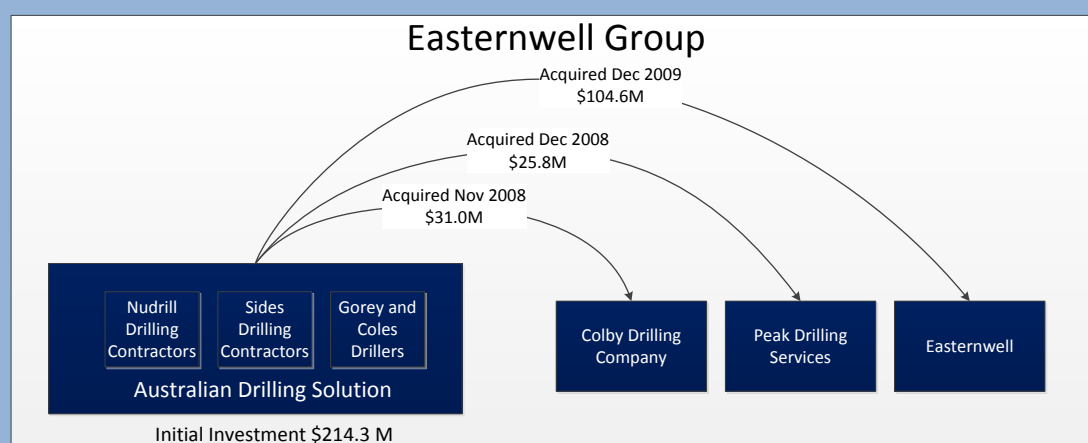 Easternwell Group
Acquired Dec 2009
$104.6M
Acquired Dec 2008
$25.8M
Acquired Nov 2008
$31.0M
Nudrill
Drilling
Contractors
Sides
Drilling
Contractors
Gorey and
Coles
Drillers
Australian Drilling Solution
Initial Investment $214.3 M
Colby Drilling
Company
Peak Drilling
Services
Easternwell